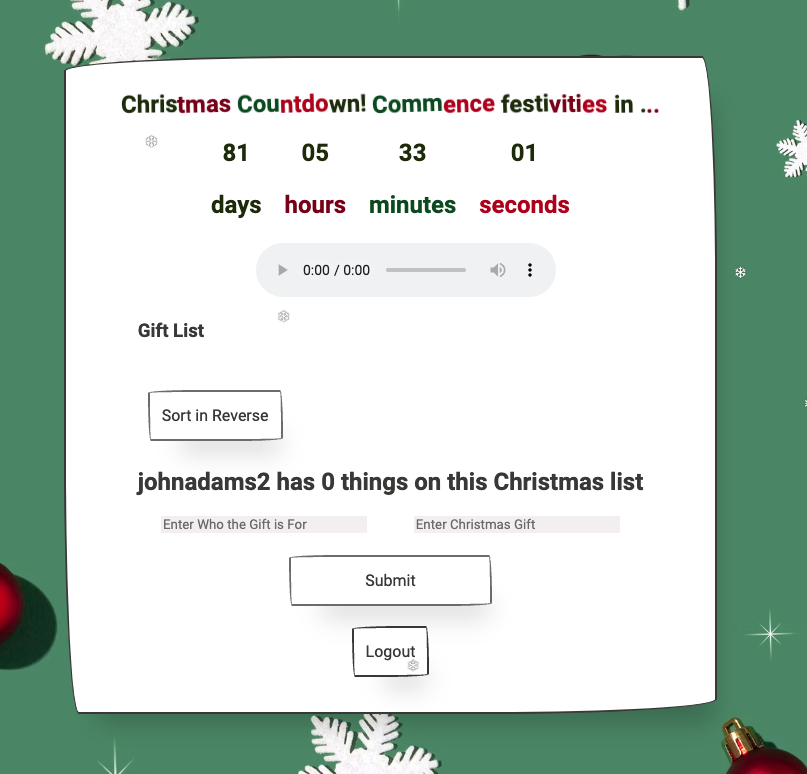 Christmas Countdown! Commence festivities in ...
81 05 33 01
days hours minutes seconds
0:00 / 0:00
Gift List
Sort in Reverse
johnadams2 has 0 things on this Christmas list
Enter Who the Gift is For Enter Christmas Gift
Submit
Logout